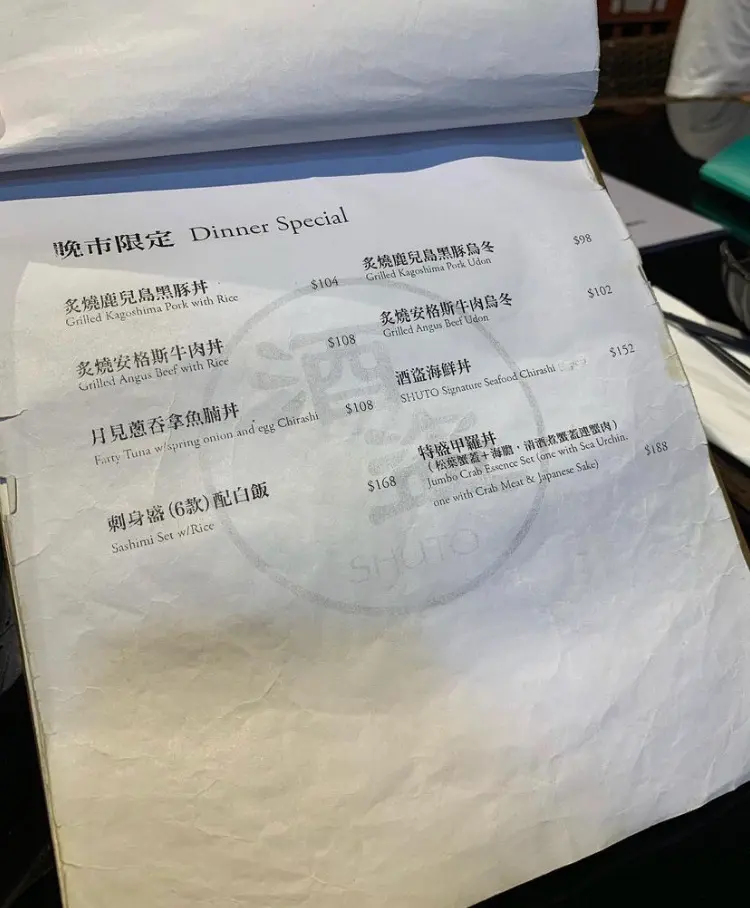 晚市限定 Dinner Special
炙燒鹿兒島黑豚丼
Grilled Kagoshima Pork with Rice
$104
炙燒安格斯牛肉丼
Grilled Angus Beef with Rice
$108
月見蔥吞拿魚腩丼
Fatty Tuna w/spring onion and egg Chirashi
$108
刺身盛(6款)配白飯
Sashimi Set w/Rice
$168
炙燒鹿兒島黑豚烏冬
Grilled Kagoshima Pork Udon
$98
炙燒安格斯牛肉烏冬
Grilled Angus Beef Udon
$102
酒盜海鮮丼
SHUTO Signature Seafood Chirashi
$152
特盛甲羅丼
(松葉蟹蓋+海膽,清酒煮蟹蓋連蟹肉)
Jumbo Crab Essence Set (one with Sea Urchin,
one with Crab Meat & Japanese Sake)
$188
酒盜
SHUTO